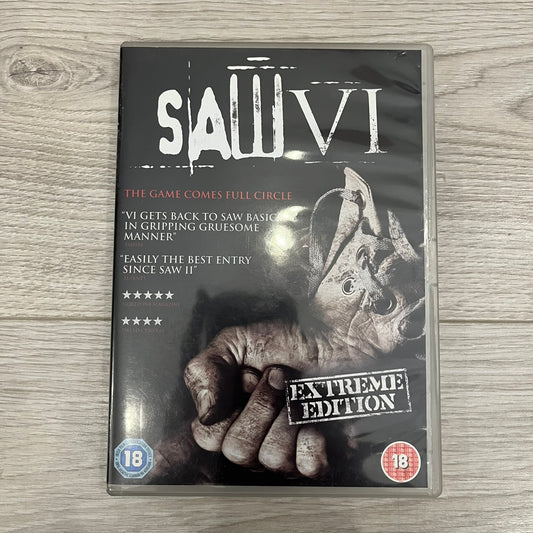 SAW VI
THE GAME COMES FULL CIRCLE
"VI GETS BACK TO SAW
IN GRIPPING GRUESOME
MANNER"
"EASILY THE BEST ENTRY
SINCE SAW II"
EXTREME
EDITION
18
18